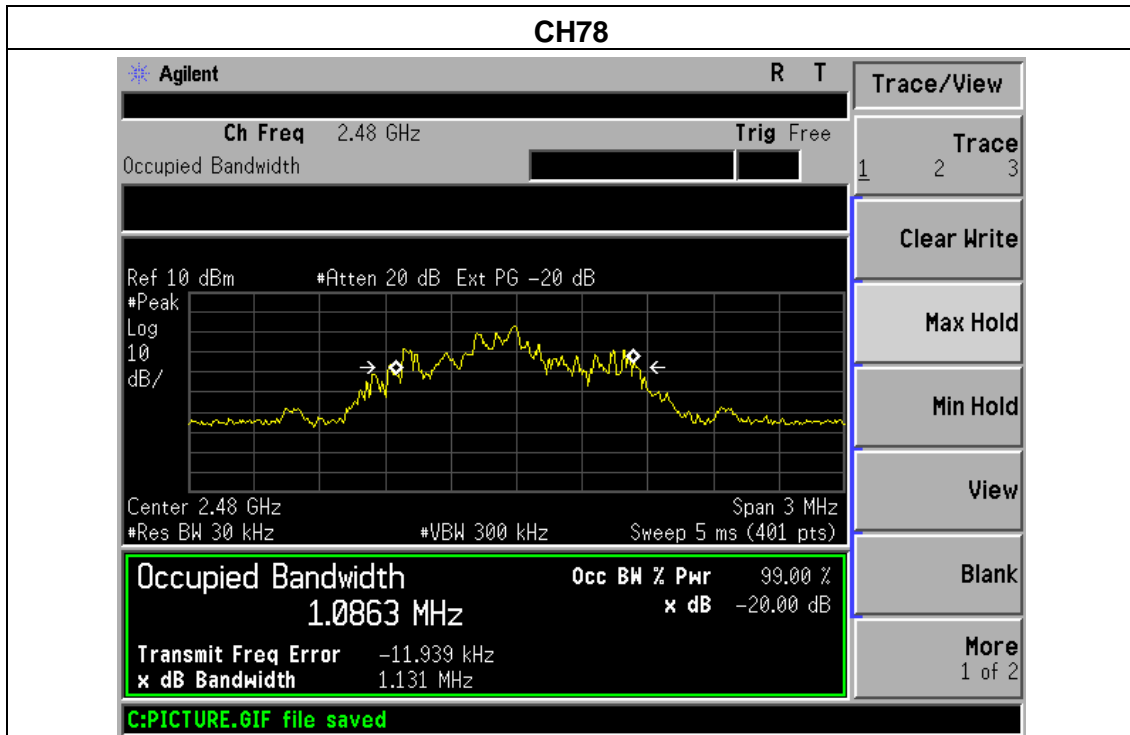 CH78
Agilent R T
Trace/View
Ch Freq 2.48 GHz Trig Free
Occupied Bandwidth
Trace
1 2 3
Clear Write
Ref 10 dBm #Atten 20 dB Ext PG −20 dB
#Peak
Log
10
dB/
Max Hold
Min Hold
View
Center 2.48 GHz Span 3 MHz
#Res BW 30 kHz #VBW 300 kHz Sweep 5 ms (401 pts)
Occupied Bandwidth Occ BW % Pwr 99.00 %
1.0863 MHz x dB −20.00 dB
Blank
Transmit Freq Error −11.939 kHz
x dB Bandwidth 1.131 MHz
More
1 of 2
C:PICTURE.GIF file saved